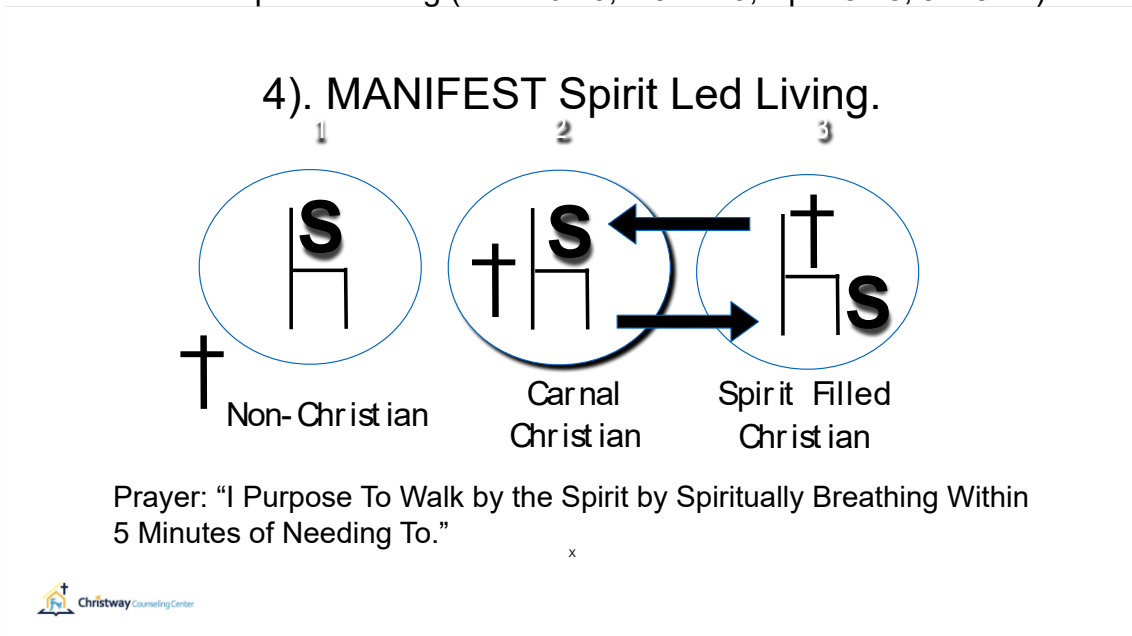 4). MANIFEST Spirit Led Living.
1 2 3
S S S
Non-Christian
Carnal
Christian
Spirit Filled
Christian
Prayer: “I Purpose To Walk by the Spirit by Spiritually Breathing Within
5 Minutes of Needing To.”
x
Christway Counseling Center